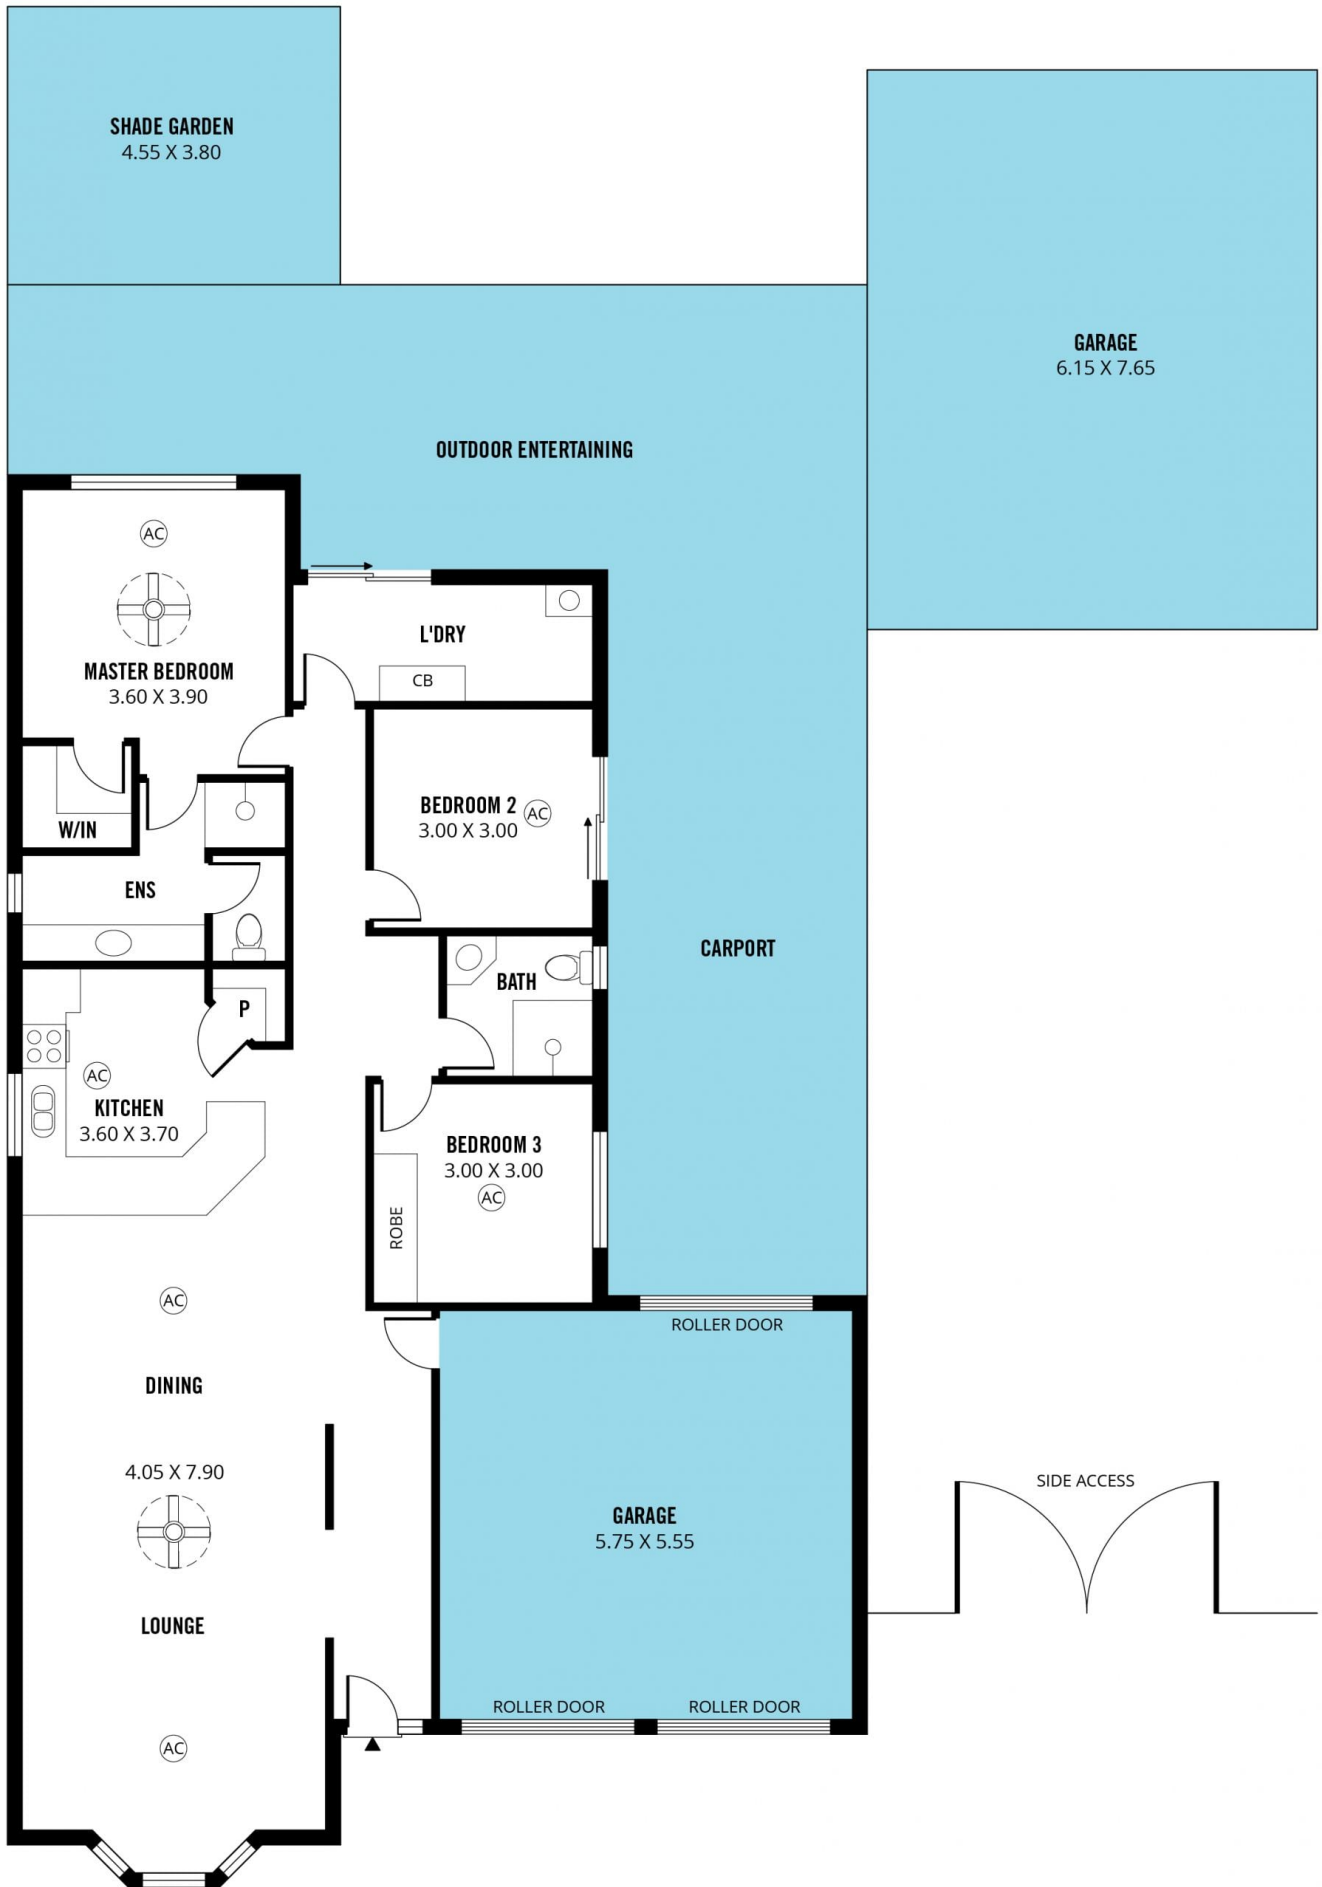 SHADE GARDEN
4.55 X 3.80
GARAGE
6.15 X 7.65
OUTDOOR ENTERTAINING
AC
MASTER BEDROOM
3.60 X 3.90
L'DRY
CB
W/IN
BEDROOM 2
3.00 X 3.00
AC
ENS
CARPORT
BATH
P
AC
KITCHEN
3.60 X 3.70
BEDROOM 3
3.00 X 3.00
AC
ROBE
AC
ROLLER DOOR
DINING
4.05 X 7.90
SIDE ACCESS
GARAGE
5.75 X 5.55
LOUNGE
ROLLER DOOR
ROLLER DOOR
AC